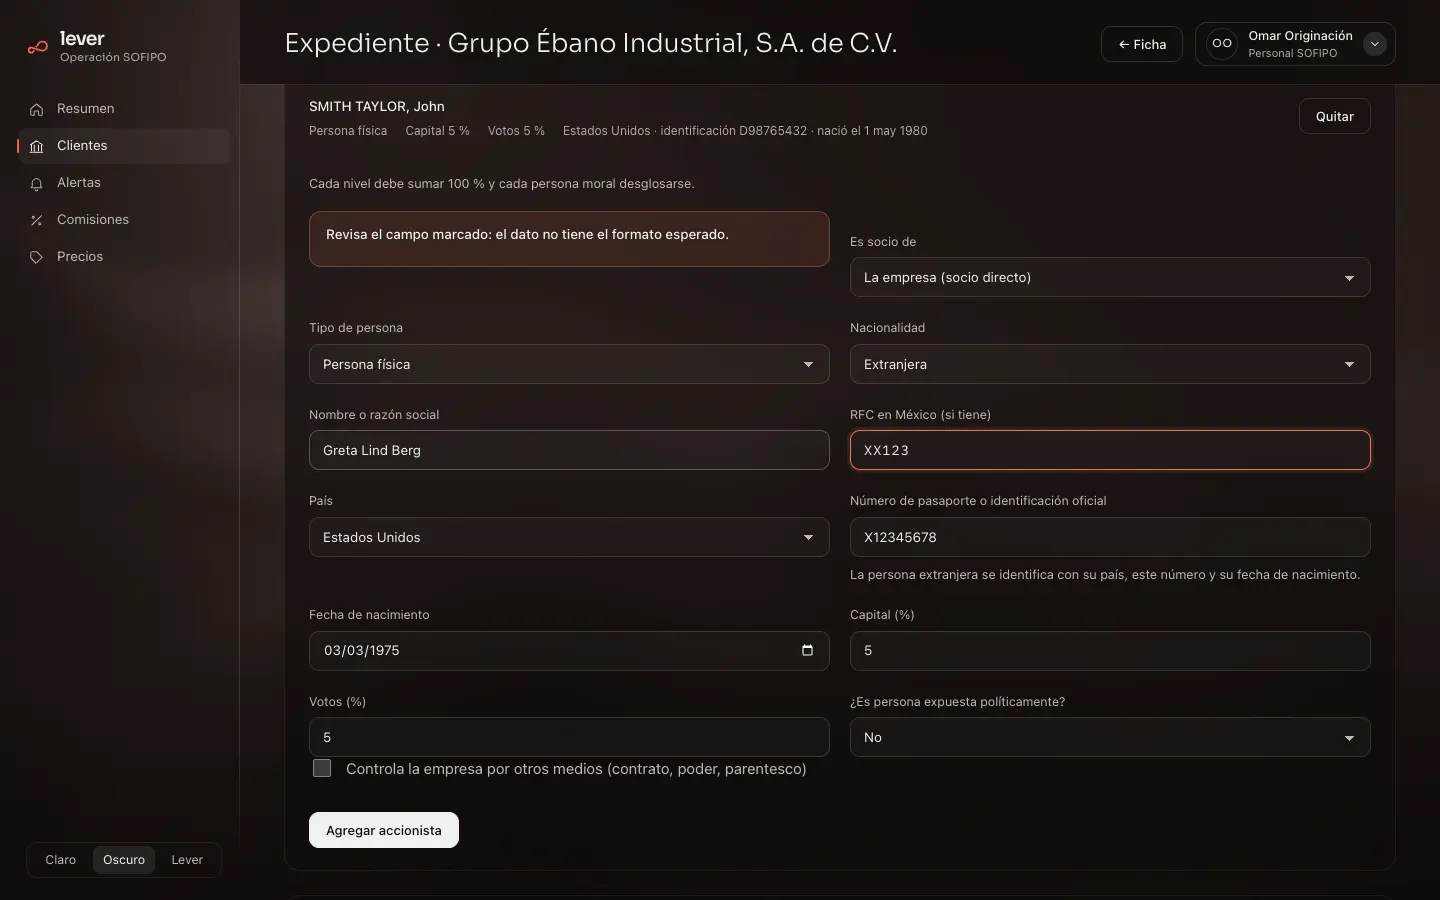 lever
Operación SOFIPO
Resumen
Clientes
Alertas
Comisiones
Precios
Claro
Oscuro
Lever
Expediente · Grupo Ébano Industrial, S.A. de C.V.
← Ficha
OO
Omar Originación
Personal SOFIPO
SMITH TAYLOR, John
Persona física Capital 5 % Votos 5 % Estados Unidos · identificación D98765432 · nació el 1 may 1980
Quitar
Cada nivel debe sumar 100 % y cada persona moral desglosarse.
Revisa el campo marcado: el dato no tiene el formato esperado.
Es socio de
La empresa (socio directo)
Tipo de persona
Persona física
Nacionalidad
Extranjera
Nombre o razón social
Greta Lind Berg
RFC en México (si tiene)
XX123
País
Estados Unidos
Número de pasaporte o identificación oficial
X12345678
La persona extranjera se identifica con su país, este número y su fecha de nacimiento.
Fecha de nacimiento
03/03/1975
Capital (%)
5
Votos (%)
5
¿Es persona expuesta políticamente?
No
Controla la empresa por otros medios (contrato, poder, parentesco)
Agregar accionista